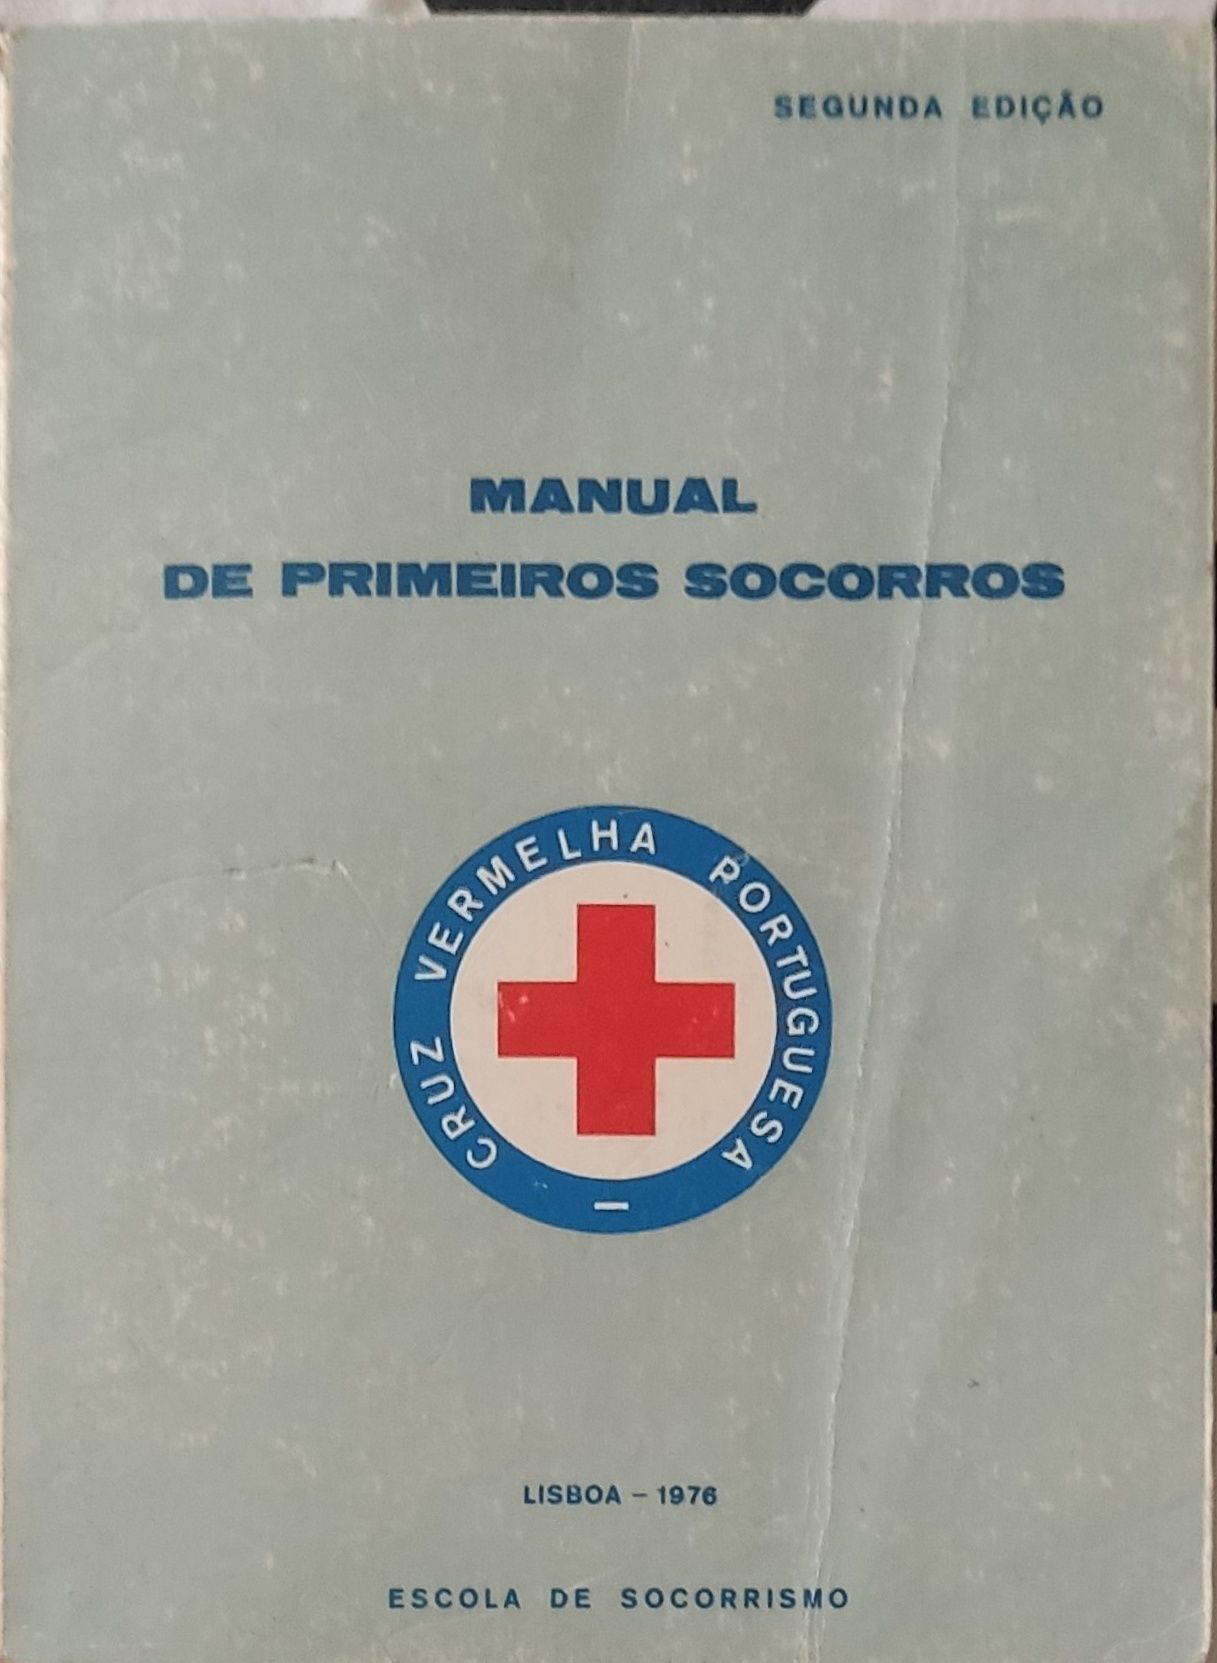 SEGUNDA EDIÇÃO
MANUAL
DE PRIMEIROS SOCORROS
CRUZ VERMELHA PORTUGUESA –
LISBOA – 1976
ESCOLA DE SOCORRISMO